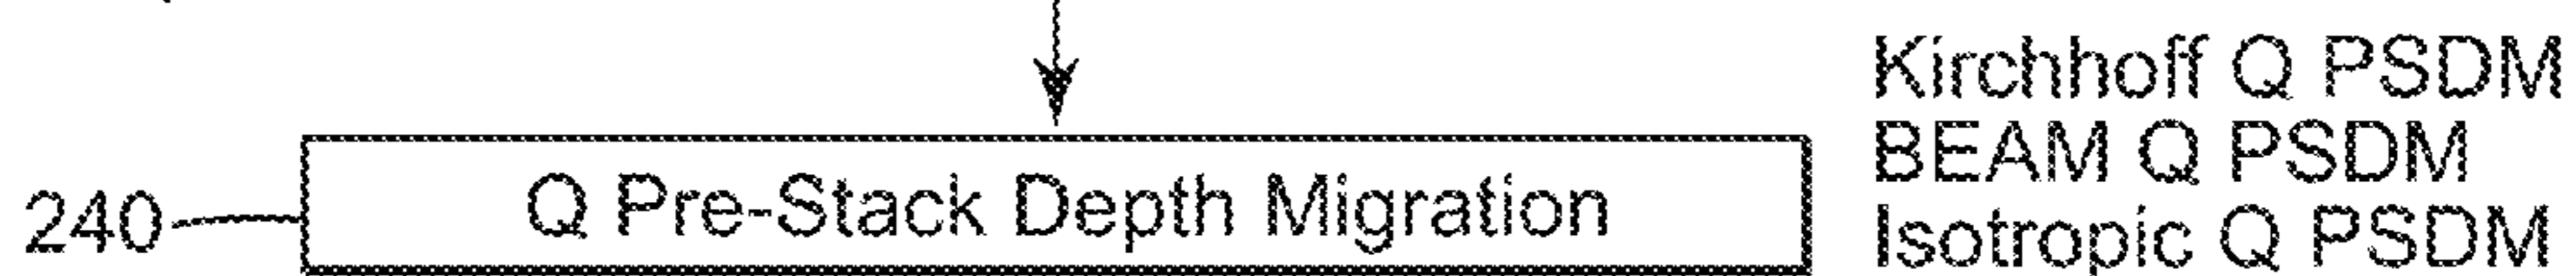 Kirchhoff Q PSDM
BEAM Q PSDM
240 Q Pre-Stack Depth Migration
Isotropic Q PSDM